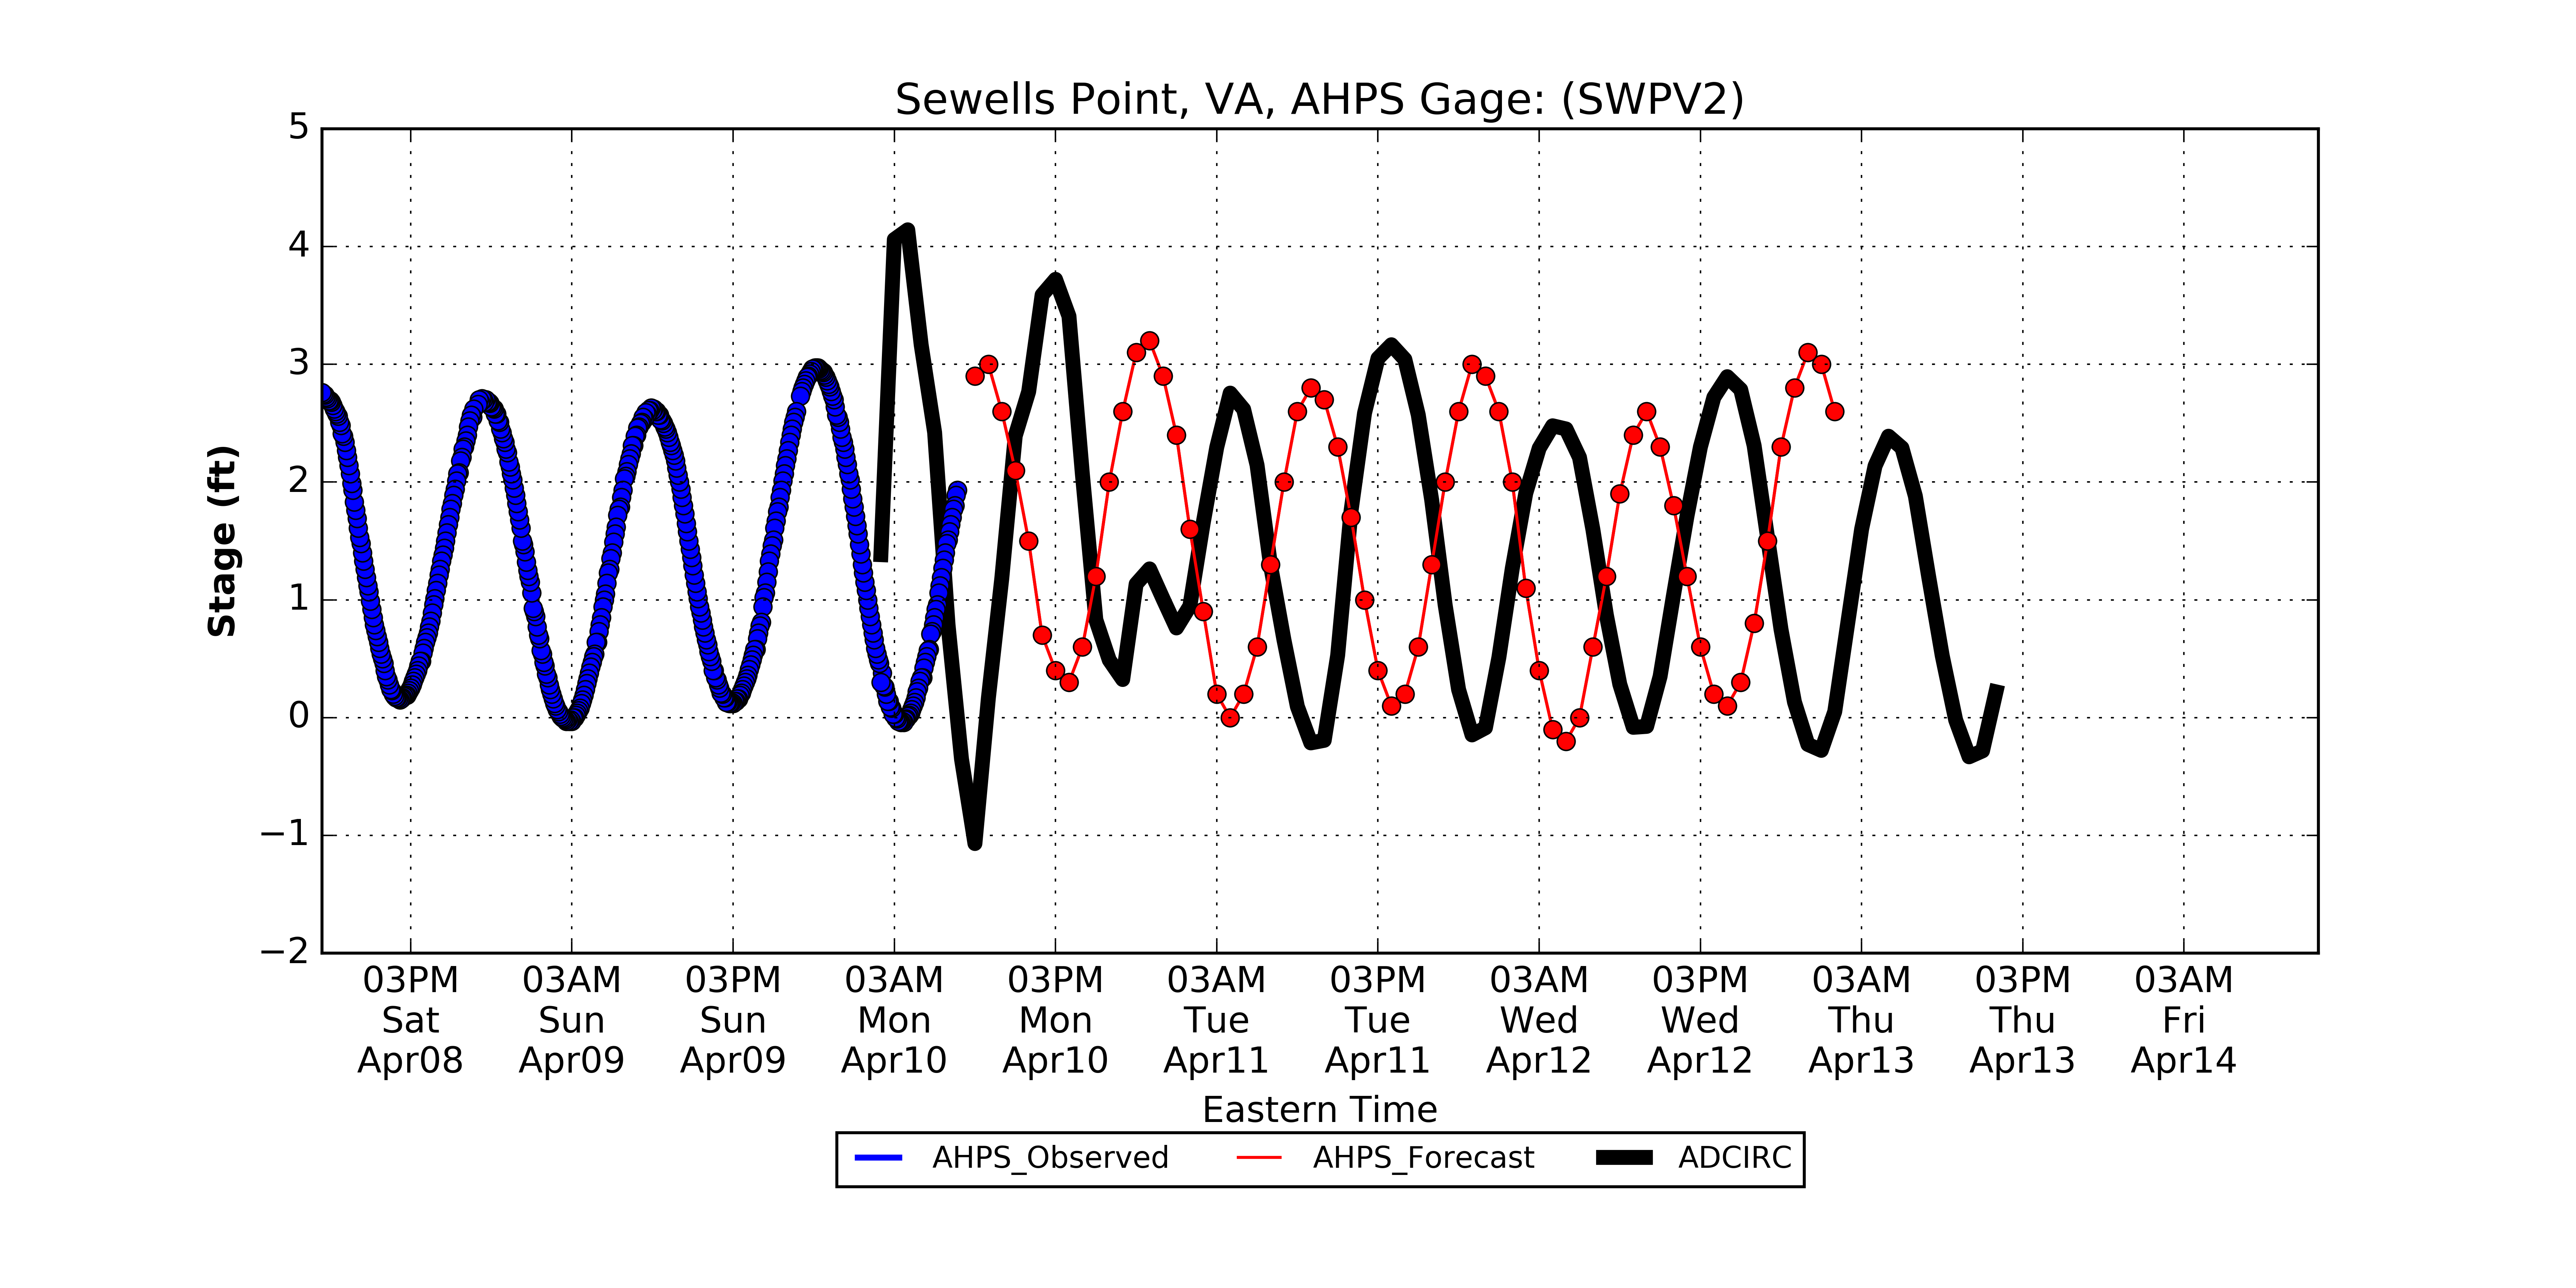 Sewells Point, VA, AHPS Gage: (SWPV2)
5
4
3
2
1
0
−1
−2
Stage (ft)
03PM 03AM 03PM 03AM 03PM 03AM 03PM 03AM 03PM 03AM 03PM 03AM
Sat Sun Sun Mon Mon Tue Tue Wed Wed Thu Thu Fri
Apr08 Apr09 Apr09 Apr10 Apr10 Apr11 Apr11 Apr12 Apr12 Apr13 Apr13 Apr14
Eastern Time
AHPS_Observed AHPS_Forecast ADCIRC